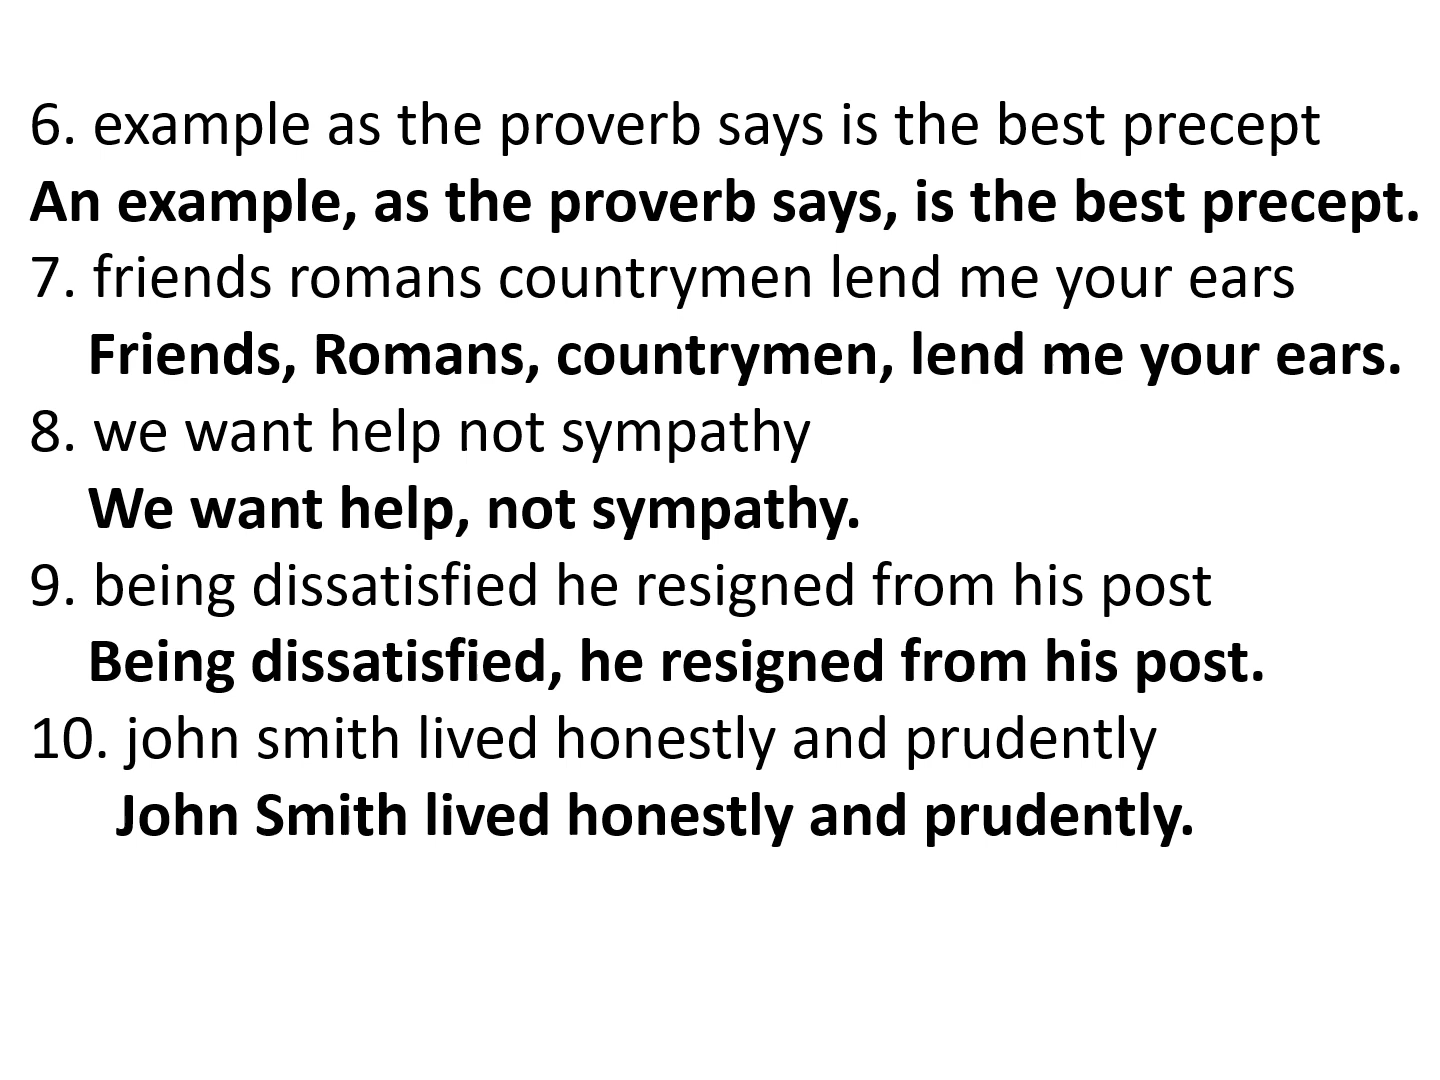 6. example as the proverb says is the best precept
An example, as the proverb says, is the best precept.
7. friends romans countrymen lend me your ears
Friends, Romans, countrymen, lend me your ears.
8. we want help not sympathy
We want help, not sympathy.
9. being dissatisfied he resigned from his post
Being dissatisfied, he resigned from his post.
10. john smith lived honestly and prudently
John Smith lived honestly and prudently.